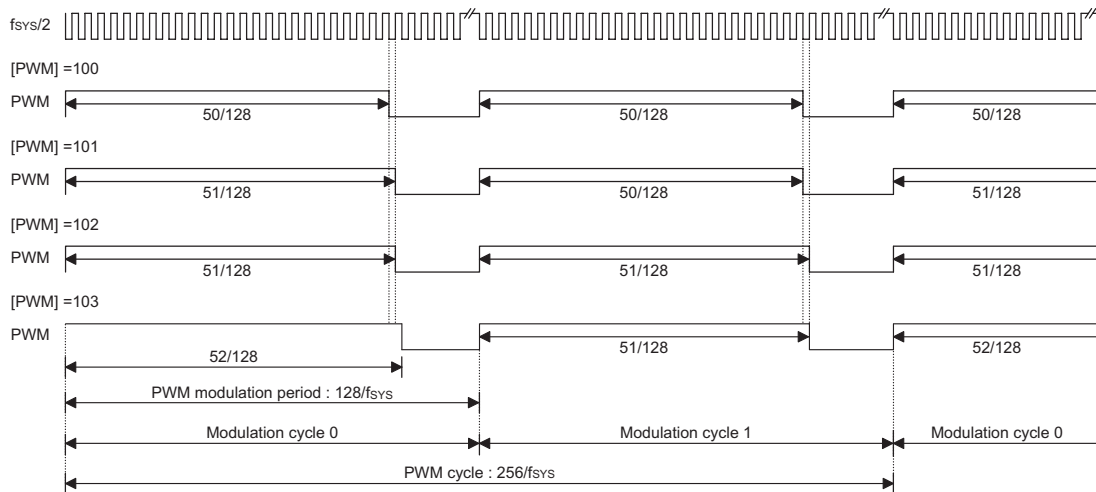 fSYS/2
[PWM] =100
PWM
50/128 50/128 50/128
[PWM] =101
PWM
51/128 50/128 51/128
[PWM] =102
PWM
51/128 51/128 51/128
[PWM] =103
PWM
52/128 51/128 52/128
PWM modulation period : 128/fSYS
Modulation cycle 0 Modulation cycle 1 Modulation cycle 0
PWM cycle : 256/fSYS